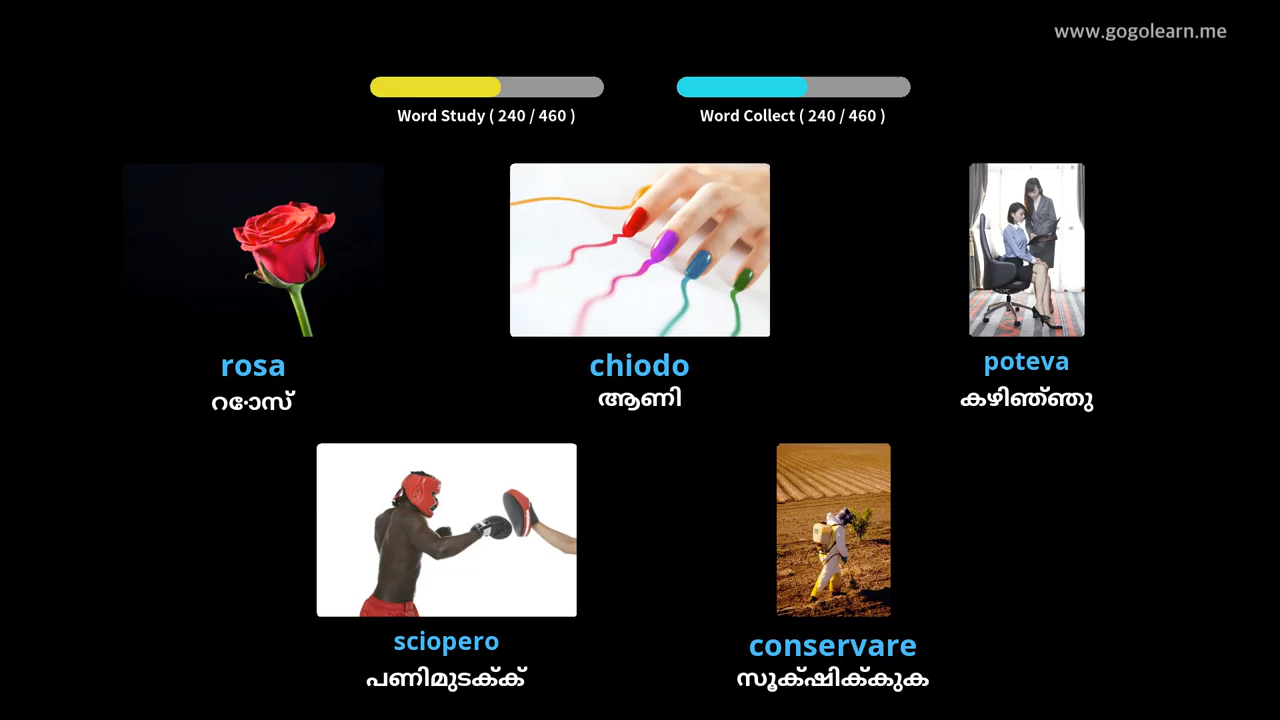 www.gogolearn.me
Word Study ( 240 / 460 )
Word Collect ( 240 / 460 )
rosa
റോസ്
chiodo
ആണി
poteva
കഴിഞ്ഞു
sciopero
പണിമുടക്ക്
conservare
സൂക്ഷിക്കുക